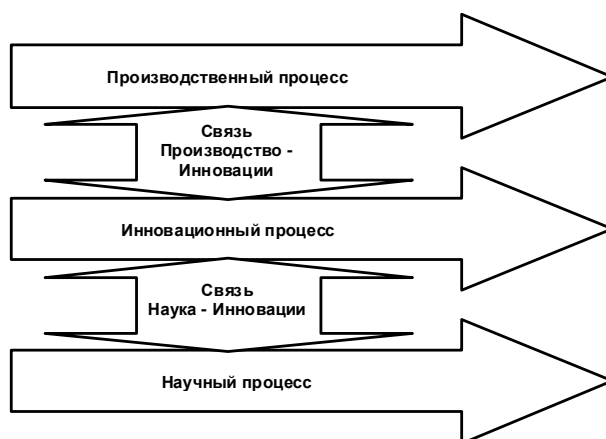 Производственный процесс
Связь
Производство -
Инновации
Инновационный процесс
Связь
Наука - Инновации
Научный процесс